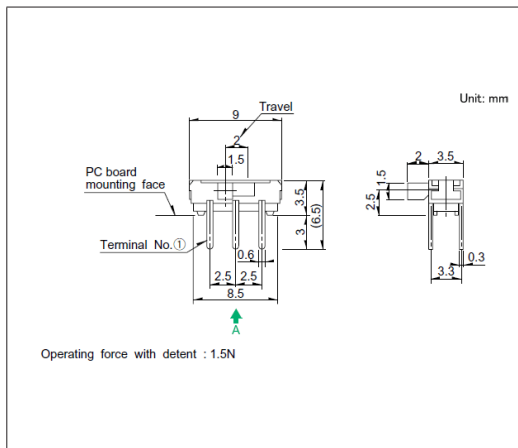 Unit: mm
Travel
9
2
1.5
PC board
mounting face
3.5
(6.5)
3
Terminal No.①
0.6
2.5 2.5
8.5
A
2 3.5
1.5
2.5
0.3
3.3
Operating force with detent : 1.5N